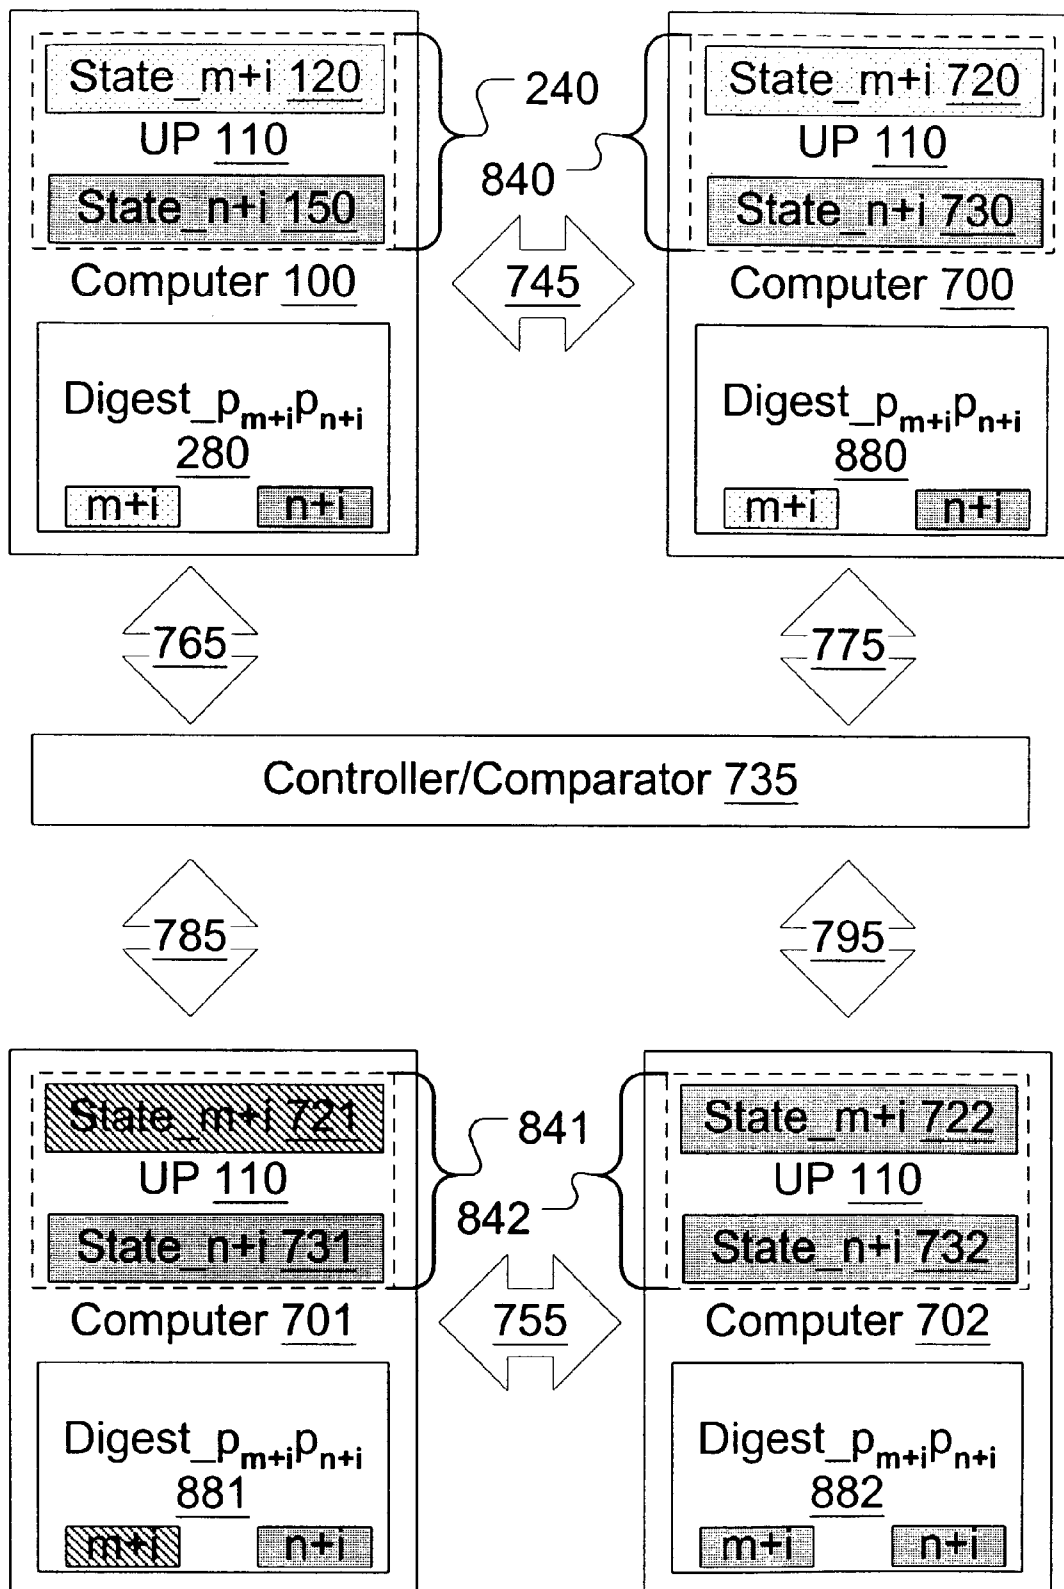 State_m+i 120
UP 110
State_n+i 150
Computer 100
Digest_pm+ipn+i
280
m+i n+i
240
840
745
State_m+i 720
UP 110
State_n+i 730
Computer 700
Digest_pm+ipn+i
880
m+i n+i
765
775
Controller/Comparator 735
785
795
State_m+i 721
UP 110
State_n+i 731
Computer 701
Digest_pm+ipn+i
881
m+i n+i
841
842
755
State_m+i 722
UP 110
State_n+i 732
Computer 702
Digest_pm+ipn+i
882
m+i n+i